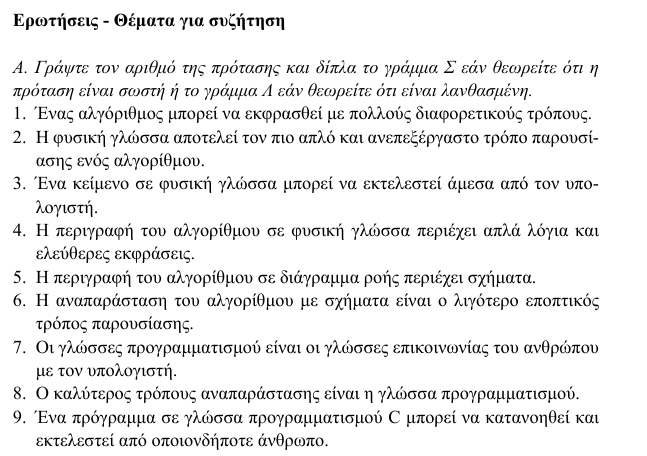 Ερωτήσεις - Θέματα για συζήτηση
Α. Γράψτε τον αριθμό της πρότασης και δίπλα το γράμμα Σ εάν θεωρείτε ότι η
πρόταση είναι σωστή ή το γράμμα Λ εάν θεωρείτε ότι είναι λανθασμένη.
1. Ένας αλγόριθμος μπορεί να εκφρασθεί με πολλούς διαφορετικούς τρόπους.
2. Η φυσική γλώσσα αποτελεί τον πιο απλό και ανεπεξέργαστο τρόπο παρουσί-
ασης ενός αλγορίθμου.
3. Ένα κείμενο σε φυσική γλώσσα μπορεί να εκτελεστεί άμεσα από τον υπο-
λογιστή.
4. Η περιγραφή του αλγορίθμου σε φυσική γλώσσα περιέχει απλά λόγια και
ελεύθερες εκφράσεις.
5. Η περιγραφή του αλγορίθμου σε διάγραμμα ροής περιέχει σχήματα.
6. Η αναπαράσταση του αλγορίθμου με σχήματα είναι ο λιγότερο εποπτικός
τρόπος παρουσίασης.
7. Οι γλώσσες προγραμματισμού είναι οι γλώσσες επικοινωνίας του ανθρώπου
με τον υπολογιστή.
8. Ο καλύτερος τρόπους αναπαράστασης είναι η γλώσσα προγραμματισμού.
9. Ένα πρόγραμμα σε γλώσσα προγραμματισμού C μπορεί να κατανοηθεί και
εκτελεστεί από οποιονδήποτε άνθρωπο.